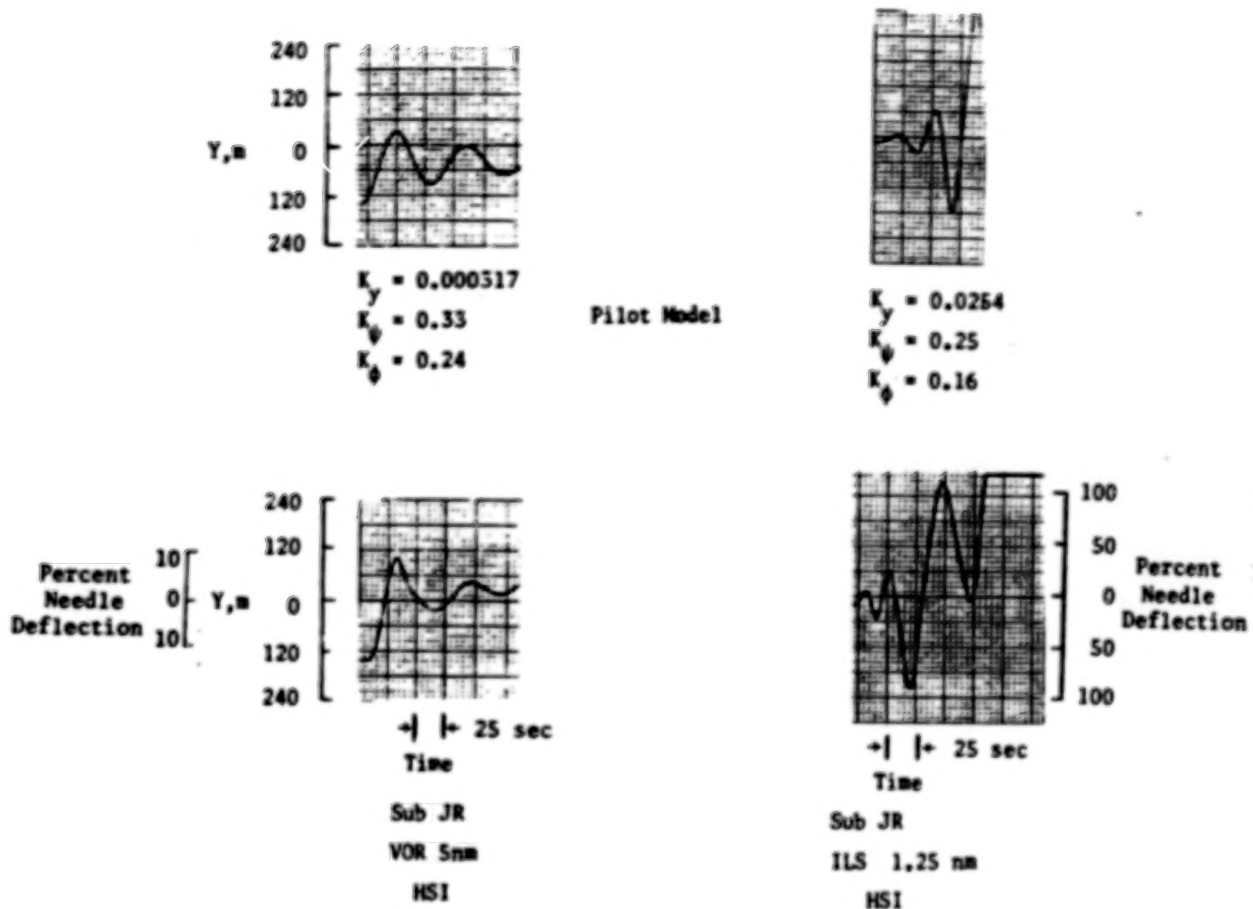 240
120
Y,m 0
120
240
K_y = 0.000317
K_ψ = 0.33
K_ϕ = 0.24
Pilot Model
K_y = 0.0254
K_ψ = 0.25
K_ϕ = 0.16
240
120
Y,m 0
120
240
Percent
Needle
Deflection
10
0
10
25 sec
Time
Sub JR
VOR 5nm
HSI
100
50
0
50
100
Percent
Needle
Deflection
25 sec
Time
Sub JR
ILS 1.25 nm
HSI